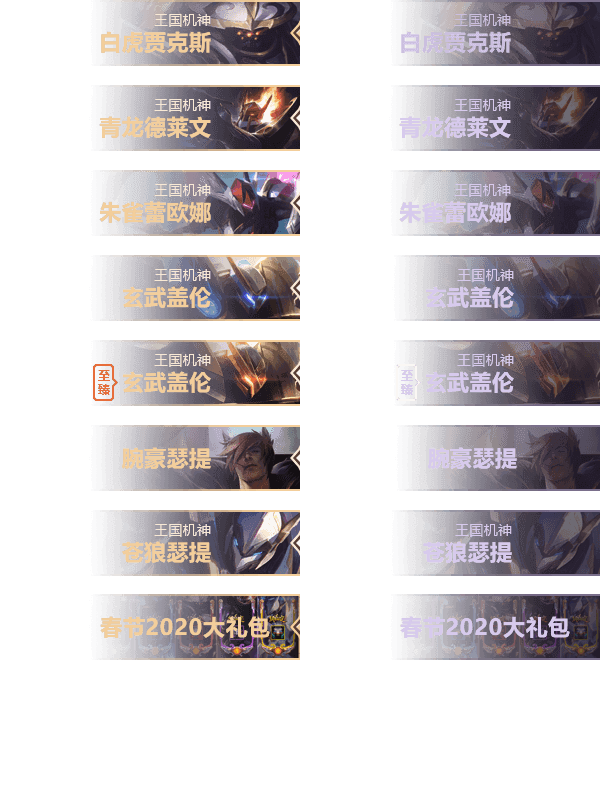 王国机神
白虎贾克斯
王国机神
白虎贾克斯
王国机神
青龙德莱文
王国机神
青龙德莱文
王国机神
朱雀蕾欧娜
王国机神
朱雀蕾欧娜
王国机神
玄武盖伦
王国机神
玄武盖伦
至臻
王国机神
玄武盖伦
至臻
王国机神
玄武盖伦
腕豪瑟提
腕豪瑟提
王国机神
苍狼瑟提
王国机神
苍狼瑟提
春节2020大礼包
春节2020大礼包